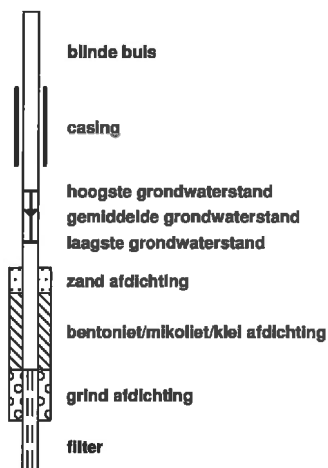 blinde buis
casing
hoogste grondwaterstand
gemiddelde grondwaterstand
laagste grondwaterstand
zand afdichting
bentoniet/mikoliet/klei afdichting
grind afdichting
filter